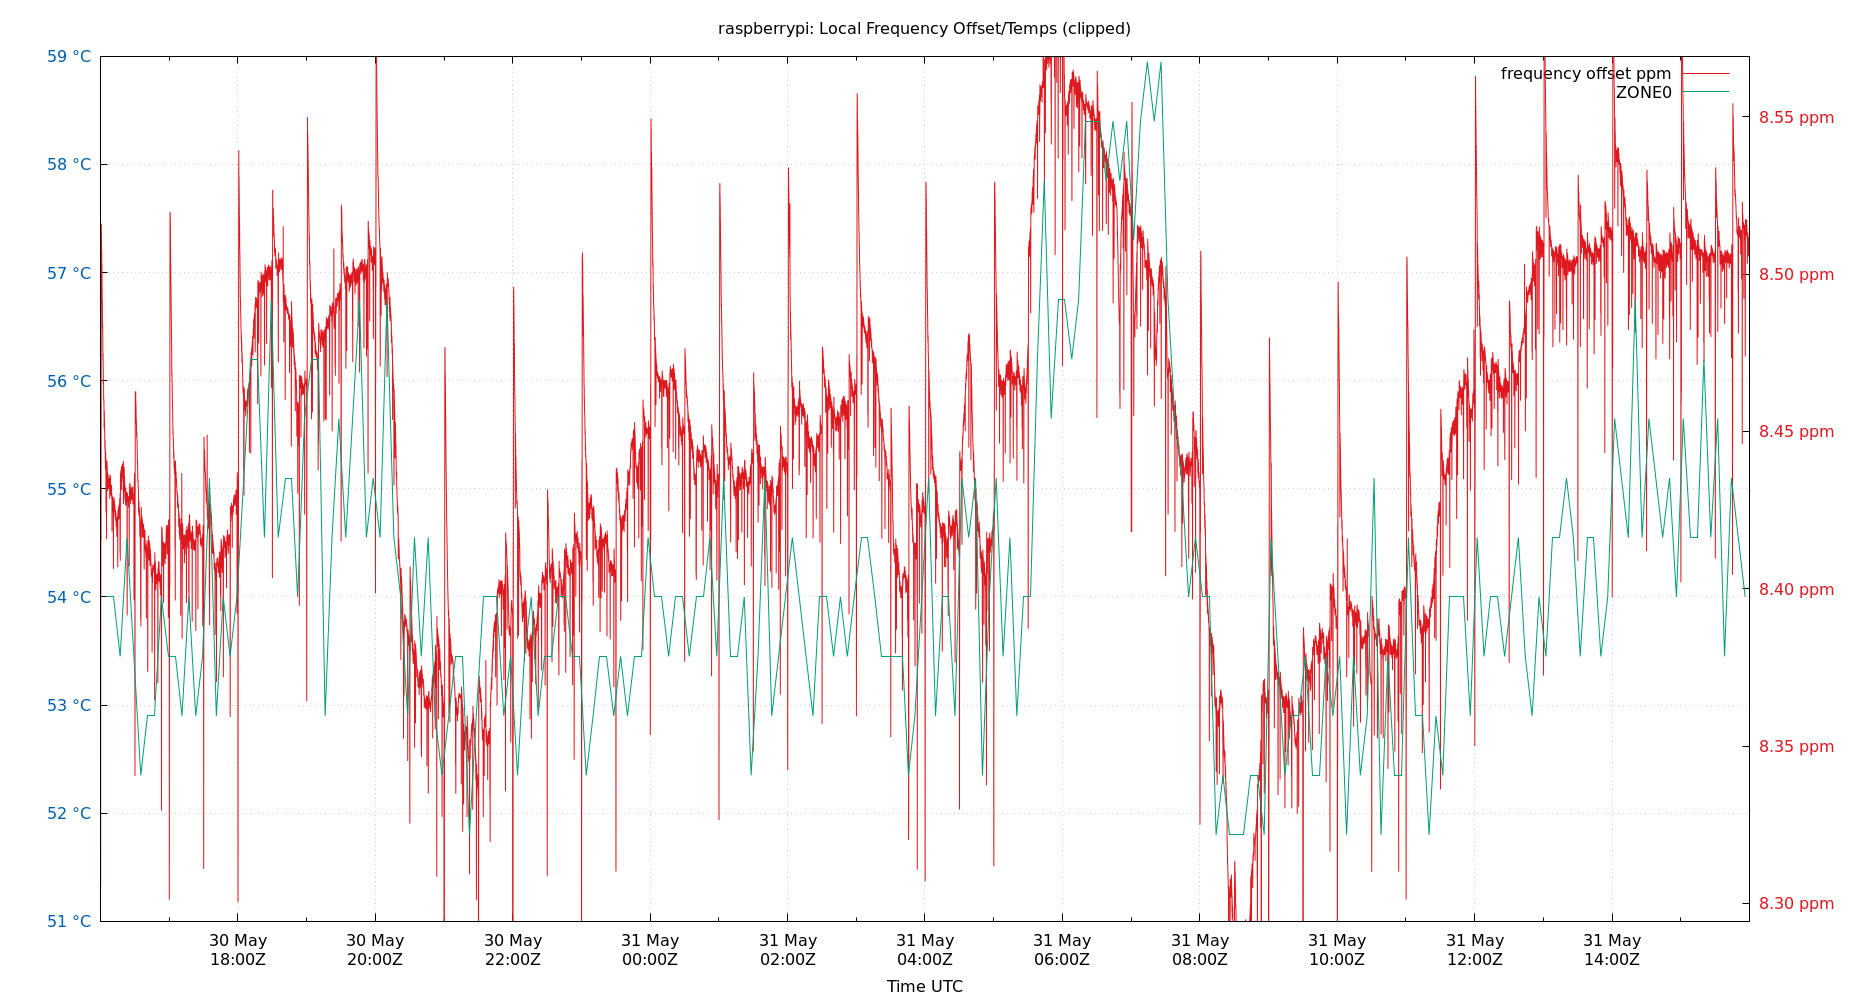 raspberrypi: Local Frequency Offset/Temps (clipped)
59 °C
58 °C
57 °C
56 °C
55 °C
54 °C
53 °C
52 °C
51 °C
frequency offset ppm
ZONE0
8.55 ppm
8.50 ppm
8.45 ppm
8.40 ppm
8.35 ppm
8.30 ppm
30 May 30 May 30 May 31 May 31 May 31 May 31 May 31 May 31 May 31 May 31 May
18:00Z 20:00Z 22:00Z 00:00Z 02:00Z 04:00Z 06:00Z 08:00Z 10:00Z 12:00Z 14:00Z
Time UTC